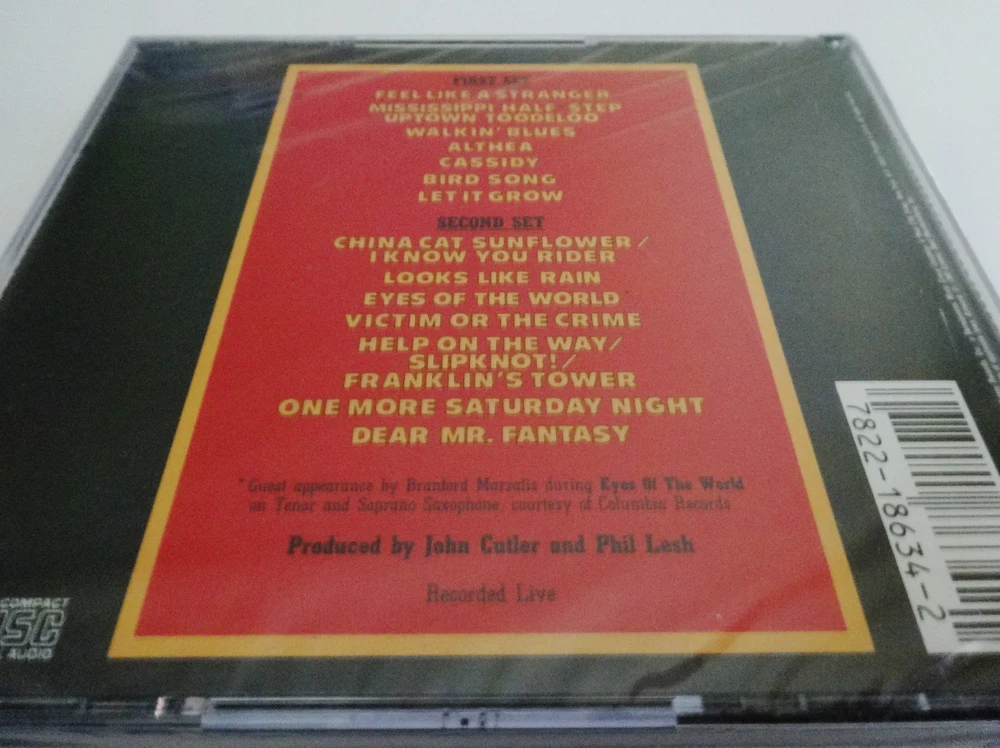 FIRST SET
FEEL LIKE A STRANGER
MISSISSIPPI HALF STEP
UPTOWN TOODELOO
WALKIN' BLUES
ALTHEA
CASSIDY
BIRD SONG
LET IT GROW
SECOND SET
CHINA CAT SUNFLOWER /
I KNOW YOU RIDER
LOOKS LIKE RAIN
EYES OF THE WORLD
VICTIM OR THE CRIME
HELP ON THE WAY/
SLIPKNOT!/
FRANKLIN'S TOWER
ONE MORE SATURDAY NIGHT
DEAR MR. FANTASY
* Guest appearance by Branford Marsalis during Eyes Of The World
on Tenor and Soprano Saxophone, courtesy of Columbia Records
Produced by John Cutler and Phil Lesh
Recorded Live
COMPACT
DISC
AUDIO
7822-18634-2